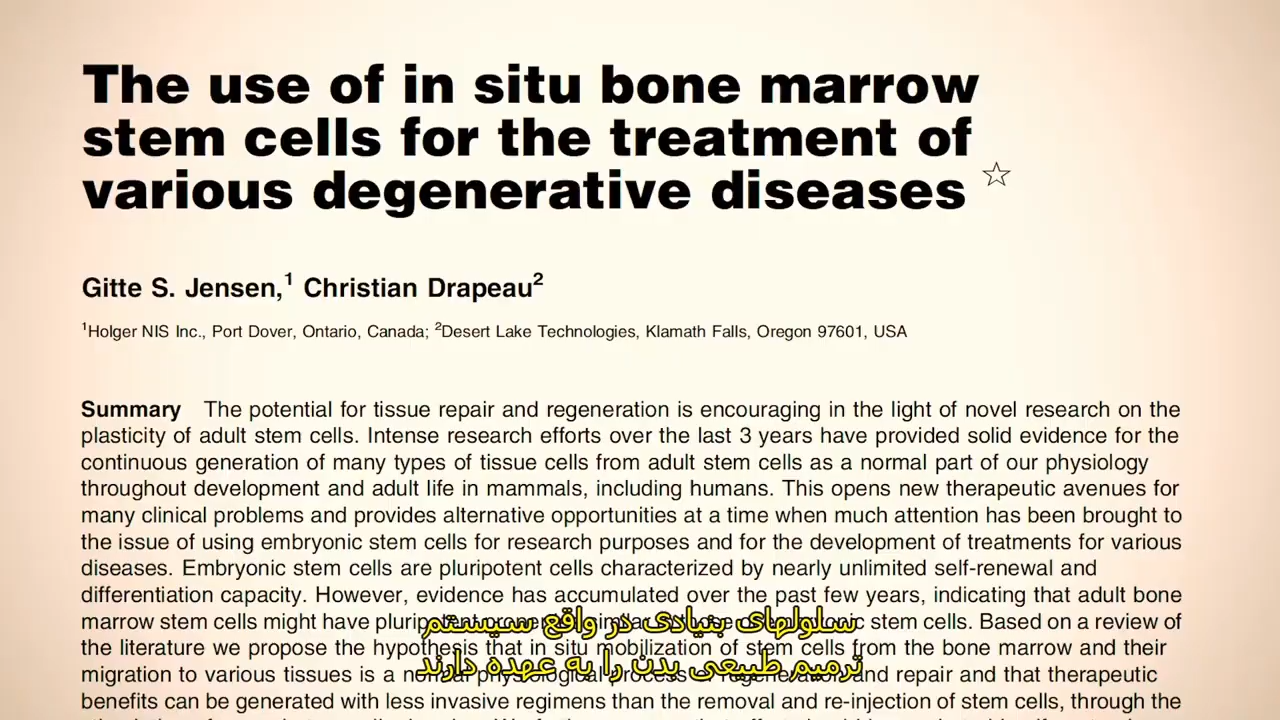 The use of in situ bone marrow
stem cells for the treatment of
various degenerative diseases ☆
Gitte S. Jensen,¹ Christian Drapeau²
¹Holger NIS Inc., Port Dover, Ontario, Canada; ²Desert Lake Technologies, Klamath Falls, Oregon 97601, USA
Summary The potential for tissue repair and regeneration is encouraging in the light of novel research on the
plasticity of adult stem cells. Intense research efforts over the last 3 years have provided solid evidence for the
continuous generation of many types of tissue cells from adult stem cells as a normal part of our physiology
throughout development and adult life in mammals, including humans. This opens new therapeutic avenues for
many clinical problems and provides alternative opportunities at a time when much attention has been brought to
the issue of using embryonic stem cells for research purposes and for the development of treatments for various
diseases. Embryonic stem cells are pluripotent cells characterized by nearly unlimited self-renewal and
differentiation capacity. However, evidence has accumulated over the past few years, indicating that adult bone
marrow stem cells might have stem cells. Based on a review of
the literature we propose the hypothesis that in situ mobilization of stem cells from the bone marrow and their
migration to various tissues is a and repair and that therapeutic
benefits can be generated with less invasive regimens than the removal and re-injection of stem cells, through the
سلولهای بنیادی در واقع سیستم
ترمیم طبیعی بدن را به عهده دارند